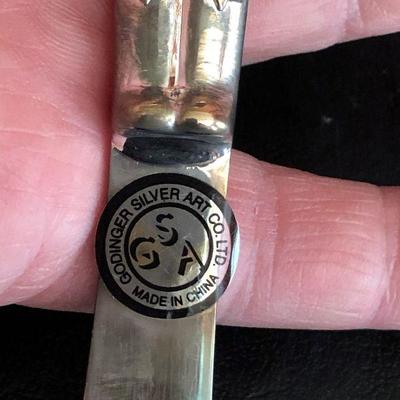 GODINGER SILVER ART CO. LTD.
GSA
MADE IN CHINA